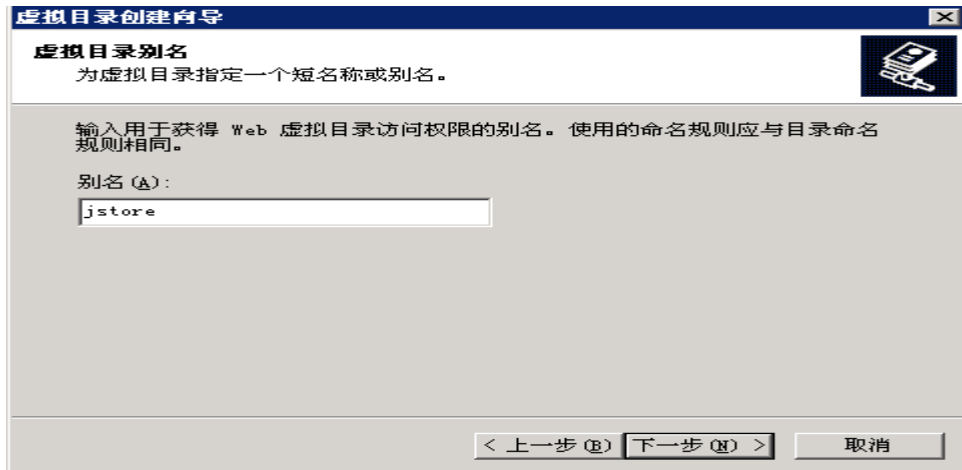 虚拟目录创建向导
虚拟目录别名
为虚拟目录指定一个短名称或别名。
输入用于获得 Web 虚拟目录访问权限的别名。使用的命名规则应与目录命名
规则相同。
别名(A):
jstore
< 上一步(B) 下一步(N) > 取消